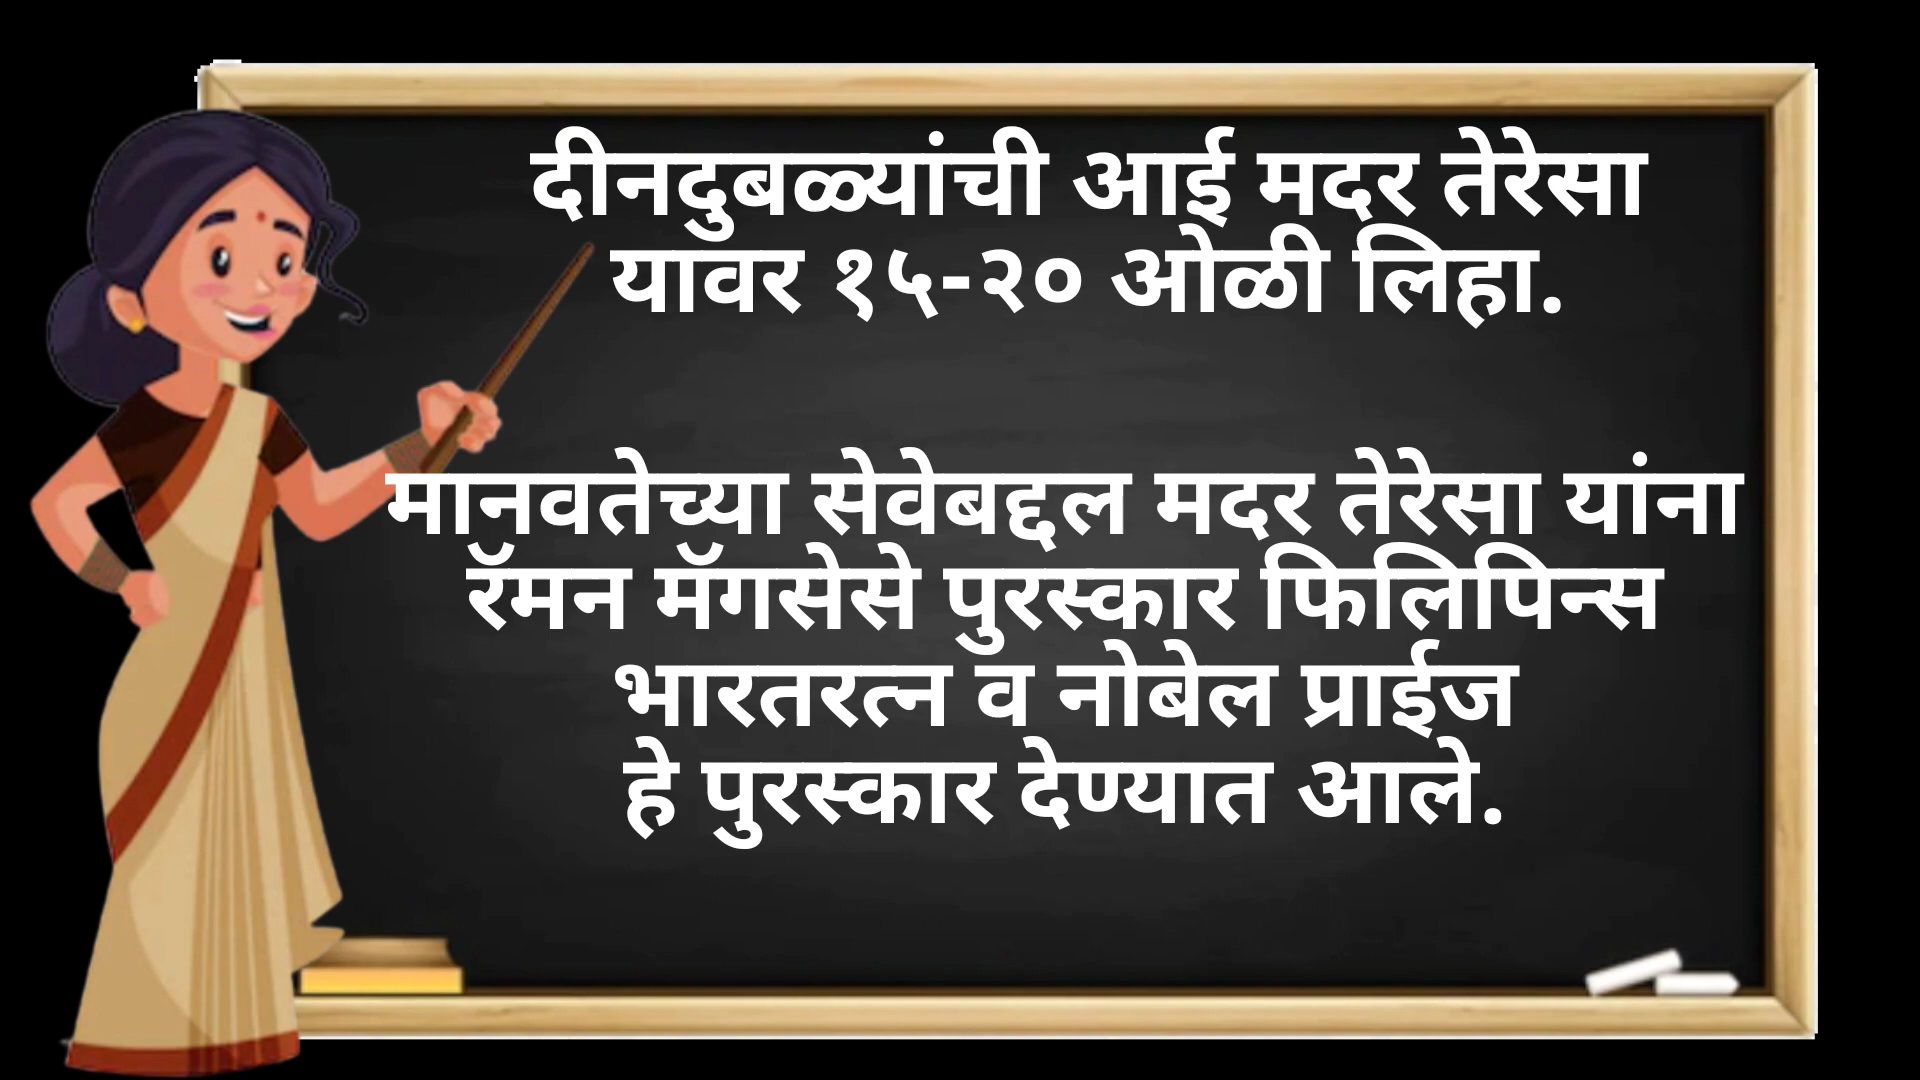 दीनदुबळ्यांची आई मदर तेरेसा
यावर १५-२० ओळी लिहा.
मानवतेच्या सेवेबद्दल मदर तेरेसा यांना
रॅमन मॅगसेसे पुरस्कार फिलिपिन्स
भारतरत्न व नोबेल प्राईज
हे पुरस्कार देण्यात आले.